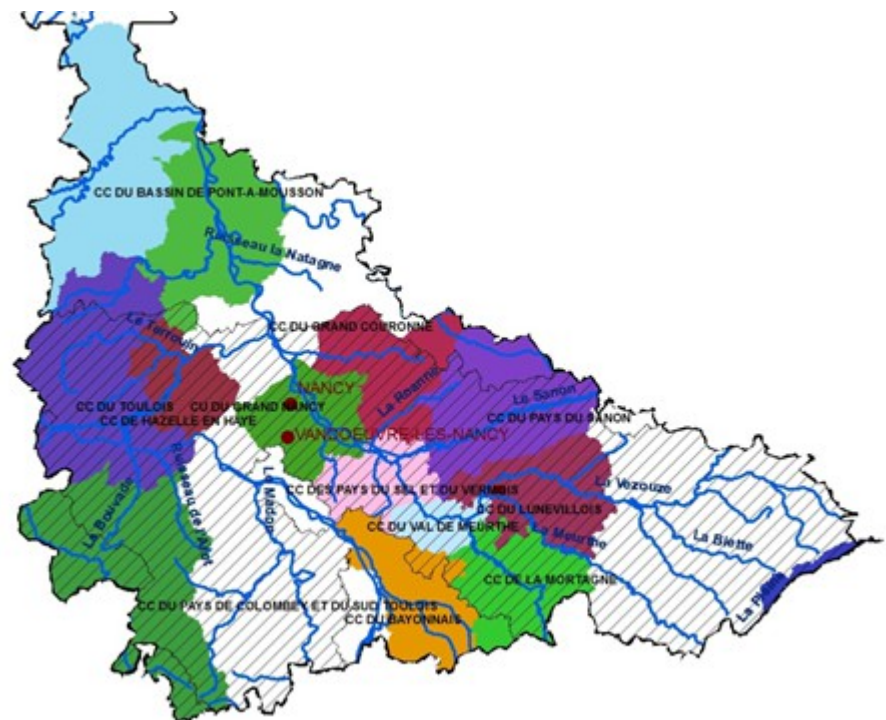 CC DU BASSIN DE PONT-A-MOUSSON
Ruisseau la Natagne
CC DU GRAND COURONNE
Le Terrouin
NANCY
La Roanne
Le Sanon
CC DU TOULOIS
CU DU GRAND NANCY
CC DU PAYS DU SANON
CC DE HAZELLE EN HAYE
VANDOEUVRE-LES-NANCY
La Bouvade
Le Madon
CC DES PAYS DU SEL ET DU VERMOIS
La Vezouze
CC DU LUNEVILLOIS
CC DU VAL DE MEURTHE
La Meurthe
La Blette
CC DE LA MORTAGNE
CC DU PAYS DE COLOMBEY ET DU SUD TOULOIS
La Plaine
CC DU BAYONNAIS